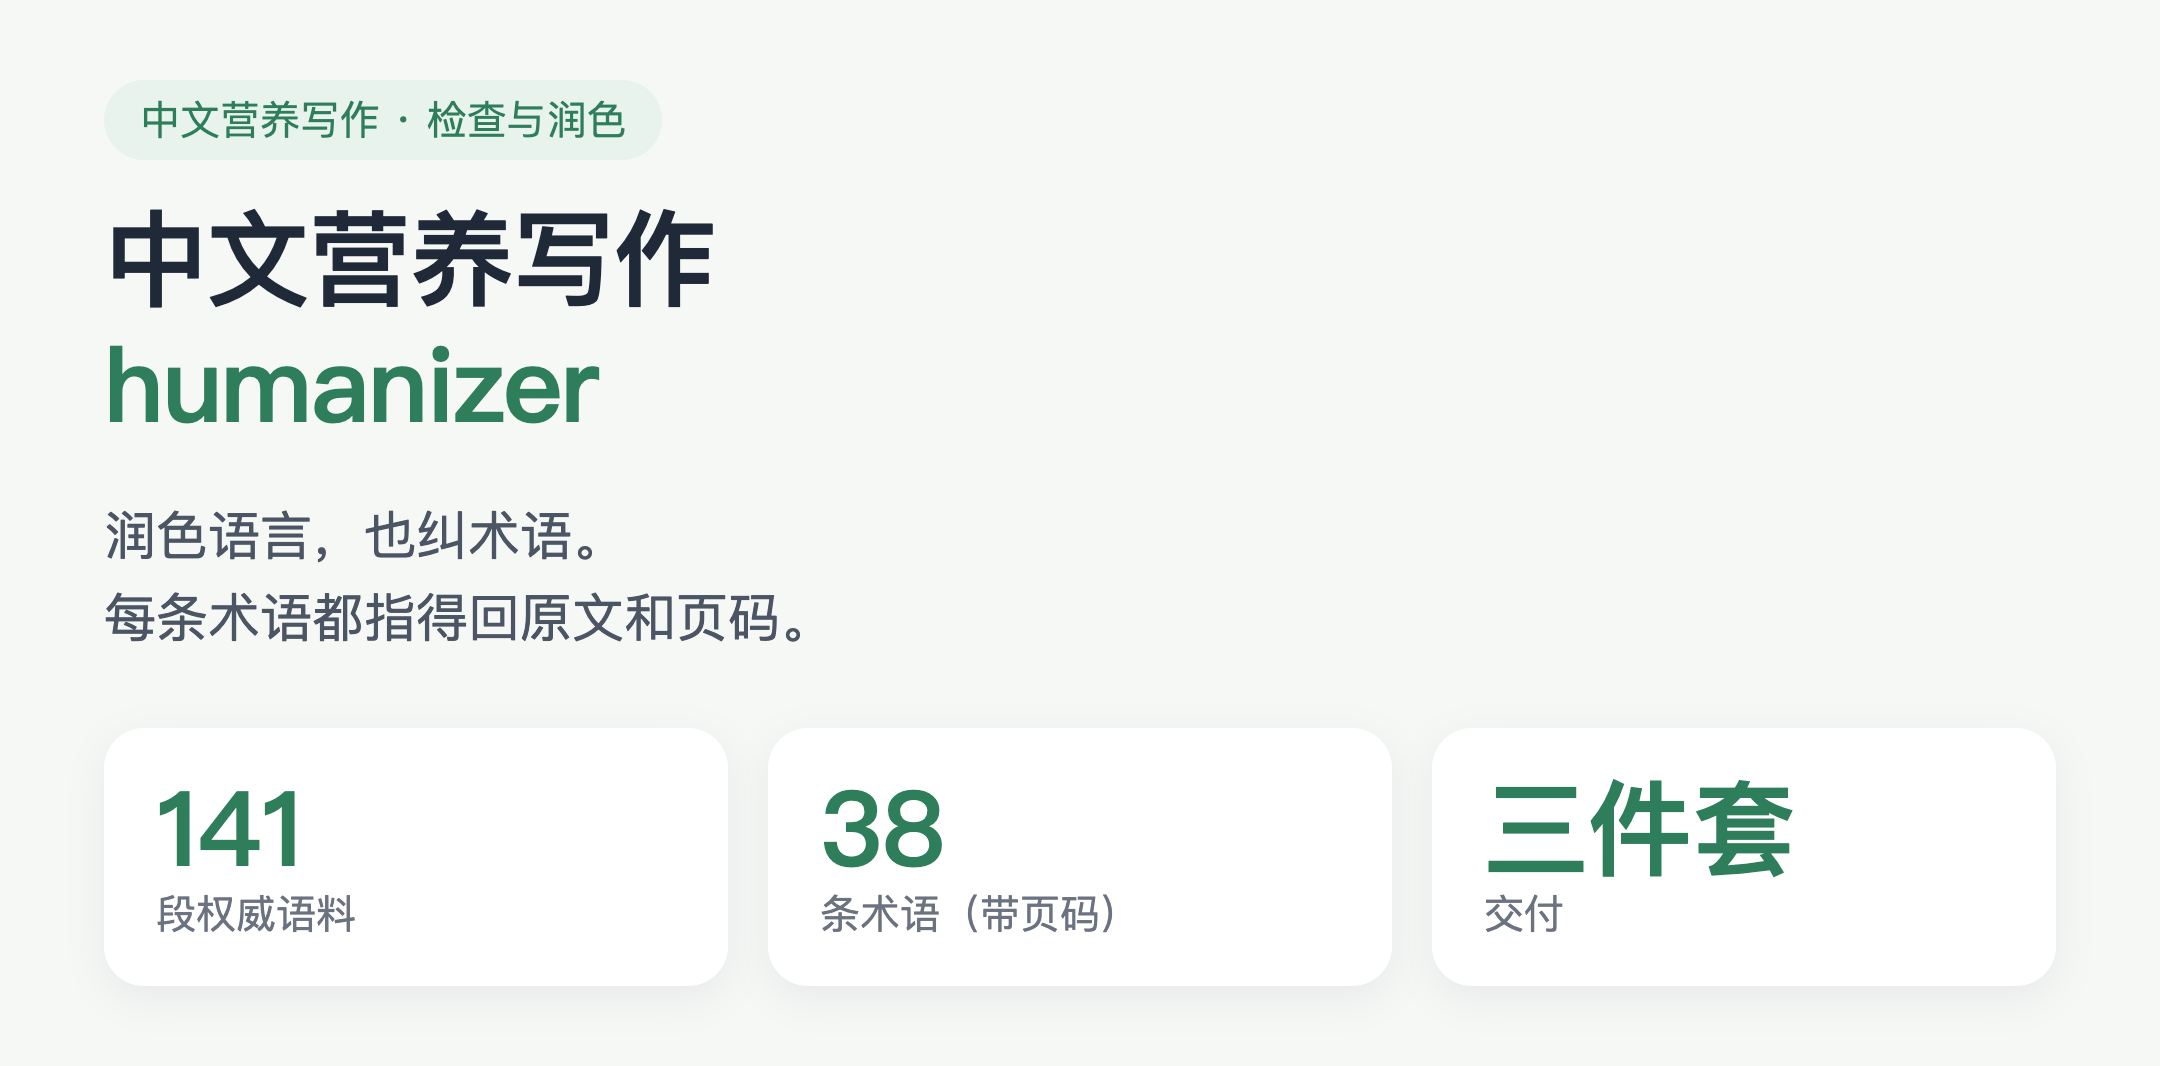 中文营养写作 · 检查与润色
中文营养写作
humanizer
润色语言，也纠术语。
每条术语都指得回原文和页码。
141
段权威语料
38
条术语（带页码）
三件套
交付